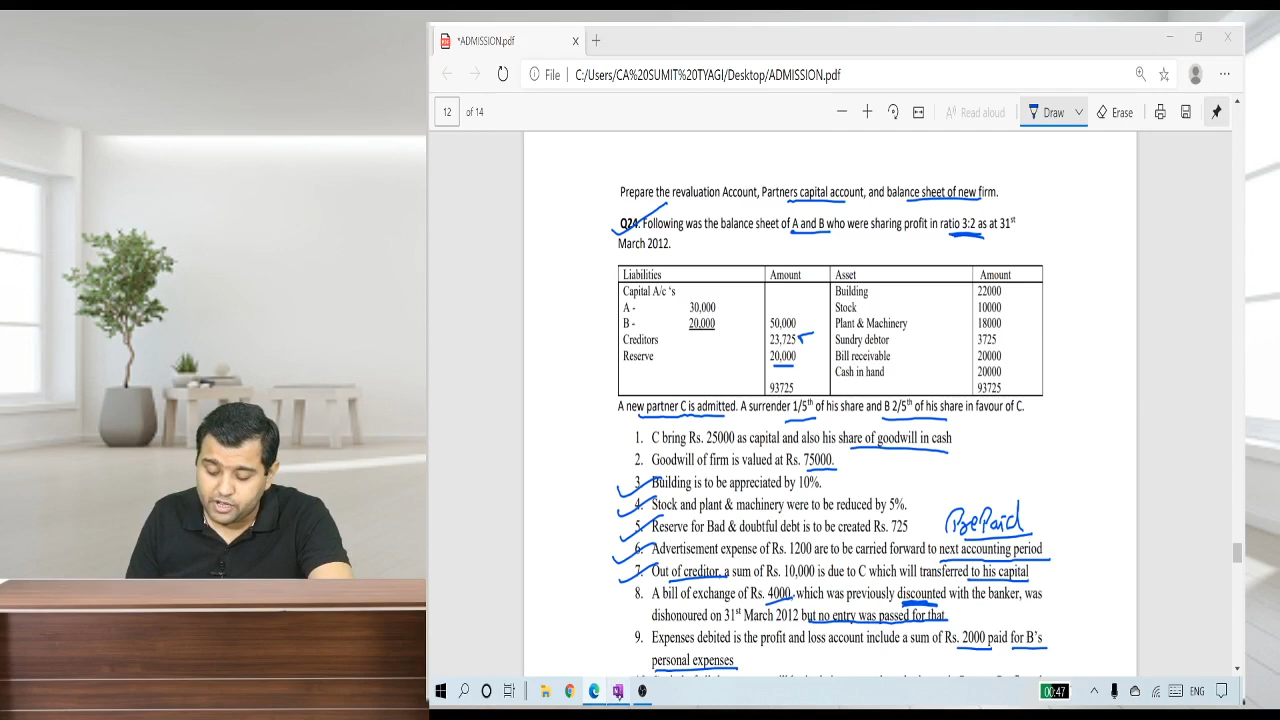 *ADMISSION.pdf
File C:/Users/CA%20SUMIT%20TYAGI/Desktop/ADMISSION.pdf
12 of 14 Read aloud Draw Erase
Prepare the revaluation Account, Partners capital account, and balance sheet of new firm.
Q24. Following was the balance sheet of A and B who were sharing profit in ratio 3:2 as at 31st
March 2012.
Liabilities Amount Asset Amount
Capital A/c 's Building 22000
A - 30,000 Stock 10000
B - 20,000 50,000 Plant & Machinery 18000
Creditors 23,725 Sundry debtor 3725
Reserve 20,000 Bill receivable 20000
Cash in hand 20000
93725 93725
A new partner C is admitted. A surrender 1/5th of his share and B 2/5th of his share in favour of C.
1. C bring Rs. 25000 as capital and also his share of goodwill in cash
2. Goodwill of firm is valued at Rs. 75000.
3. Building is to be appreciated by 10%.
4. Stock and plant & machinery were to be reduced by 5%.
5. Reserve for Bad & doubtful debt is to be created Rs. 725
PrePaid
6. Advertisement expense of Rs. 1200 are to be carried forward to next accounting period
7. Out of creditor, a sum of Rs. 10,000 is due to C which will transferred to his capital
8. A bill of exchange of Rs. 4000, which was previously discounted with the banker, was
dishonoured on 31st March 2012 but no entry was passed for that.
9. Expenses debited is the profit and loss account include a sum of Rs. 2000 paid for B's
personal expenses
00:47 ENG